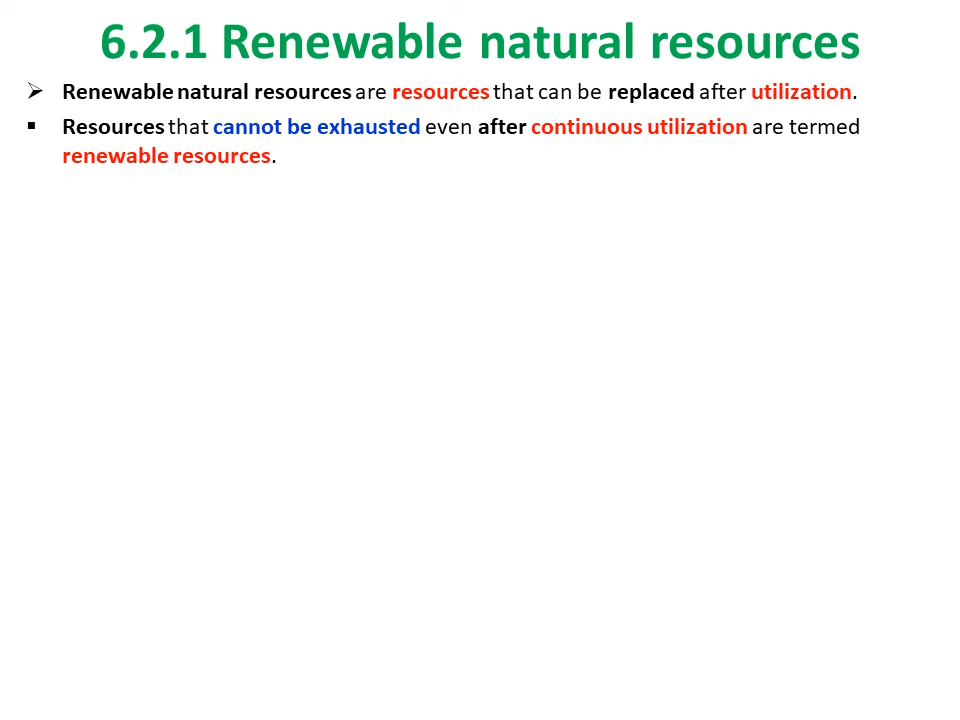 6.2.1 Renewable natural resources
➢ Renewable natural resources are resources that can be replaced after utilization.
▪ Resources that cannot be exhausted even after continuous utilization are termed
renewable resources.